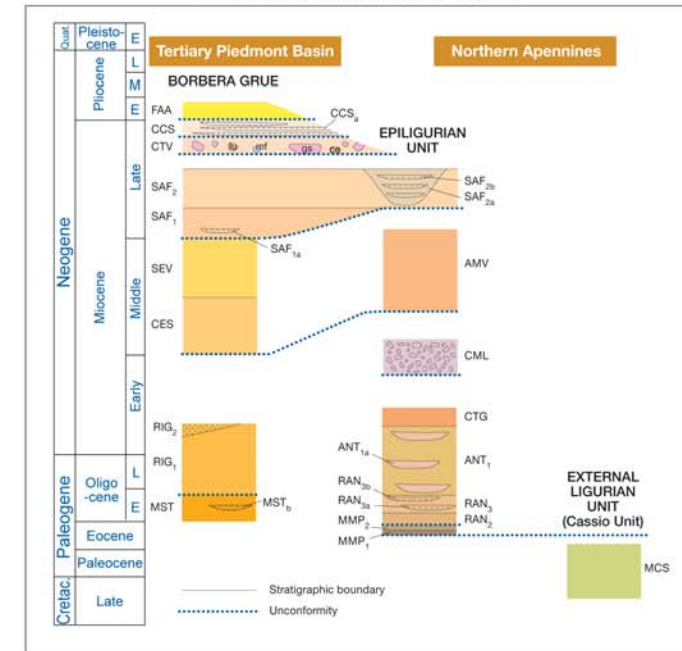 Quat.
Pleisto-
cene
E
Tertiary Piedmont Basin
Northern Apennines
Neogene
Pliocene
L
M
E
BORBERA GRUE
FAA
CCSa
CCS
CTV
gs
ce
EPILIGURIAN
UNIT
Miocene
Late
SAF2
SAF2b
SAF2a
SAF1
SAF1a
Middle
SEV
AMV
CES
CML
Early
CTG
RIG2
ANT1a
ANT1
RIG1
Paleogene
Oligo
-cene
L
E
RAN3b
RAN3a
RAN3
MST
MSTb
RAN2
MMP2
MMP1
EXTERNAL
LIGURIAN
UNIT
(Cassio Unit)
Eocene
Paleocene
MCS
Cretac.
Late
Stratigraphic boundary
Unconformity